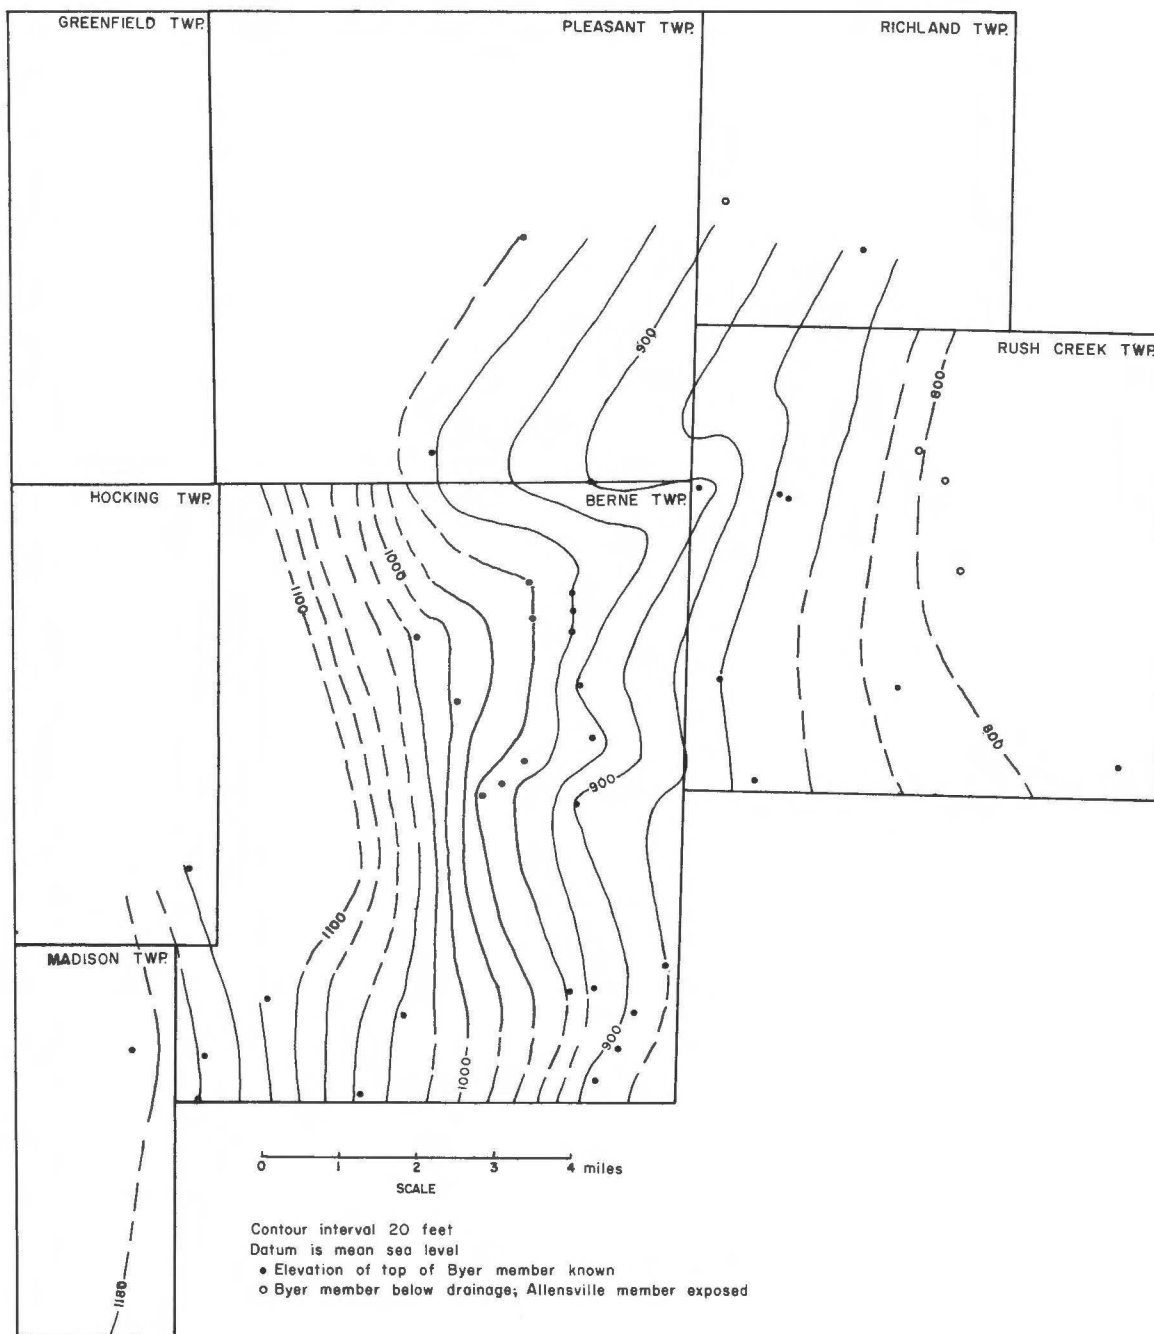 GREENFIELD TWP.
PLEASANT TWP.
RICHLAND TWP.
900
RUSH CREEK TWP.
800
HOCKING TWP.
BERNE TWP.
1000
1100
800
900
1100
MADISON TWP.
900
1000
0 1 2 3 4 miles
SCALE
Contour interval 20 feet
Datum is mean sea level
Elevation of top of Byer member known
Byer member below drainage; Allensville member exposed
1180